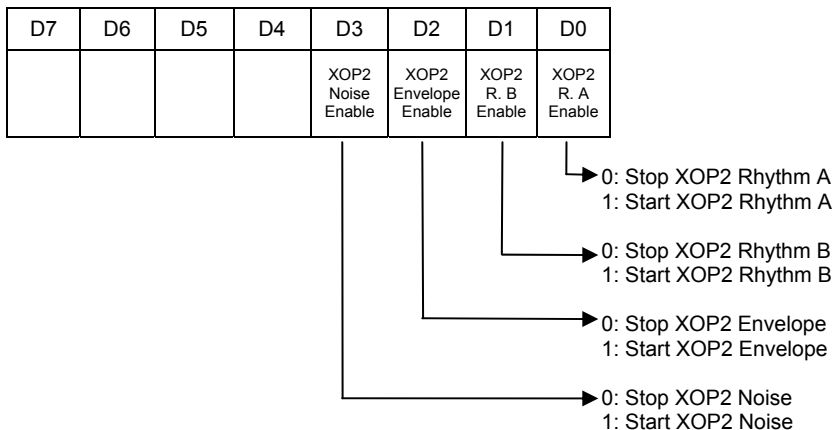 D7 D6 D5 D4 D3 D2 D1 D0
XOP2 XOP2 XOP2 XOP2
Noise Envelope R. B R. A
Enable Enable Enable Enable
0: Stop XOP2 Rhythm A
1: Start XOP2 Rhythm A
0: Stop XOP2 Rhythm B
1: Start XOP2 Rhythm B
0: Stop XOP2 Envelope
1: Start XOP2 Envelope
0: Stop XOP2 Noise
1: Start XOP2 Noise